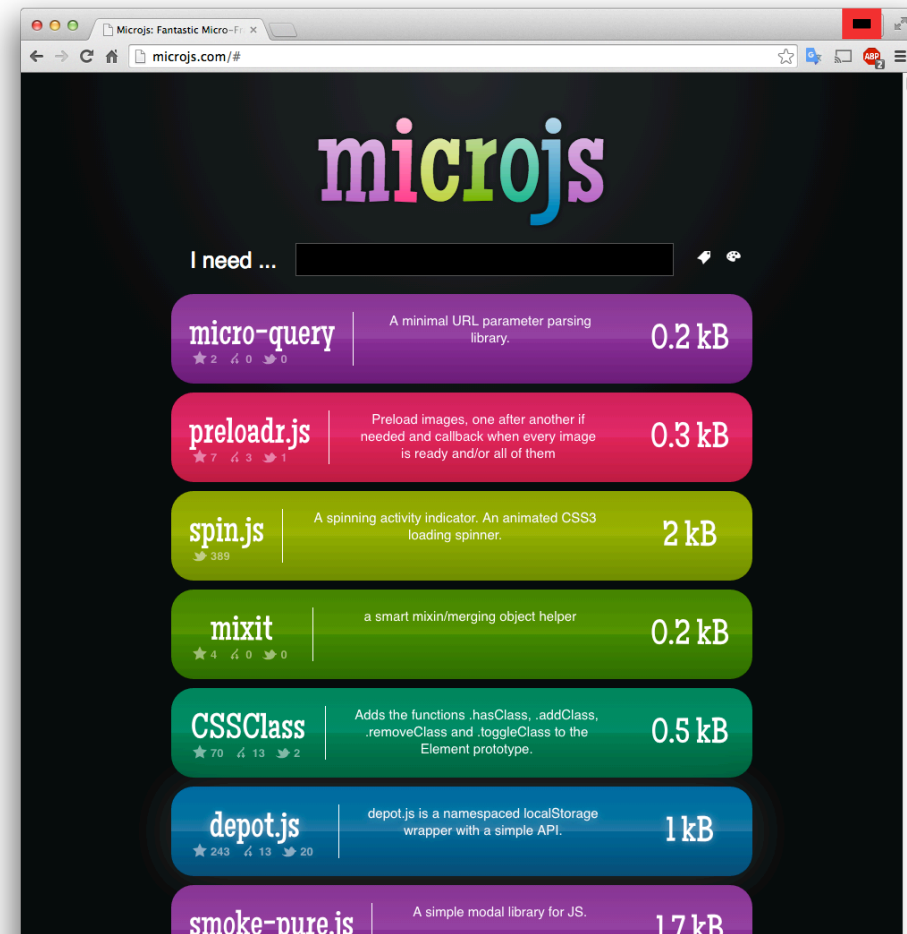 Microjs: Fantastic Micro-Fr
microjs.com/#
ABP
2
microjs
I need ...
micro-query
2 0 0
A minimal URL parameter parsing
library.
0.2 kB
preloadr.js
7 3 1
Preload images, one after another if
needed and callback when every image
is ready and/or all of them
0.3 kB
spin.js
389
A spinning activity indicator. An animated CSS3
loading spinner.
2 kB
mixit
4 0 0
a smart mixin/merging object helper
0.2 kB
CSSClass
70 13 2
Adds the functions .hasClass, .addClass,
.removeClass and .toggleClass to the
Element prototype.
0.5 kB
depot.js
243 13 20
depot.js is a namespaced localStorage
wrapper with a simple API.
1 kB
smoke-pure.js
A simple modal library for JS.